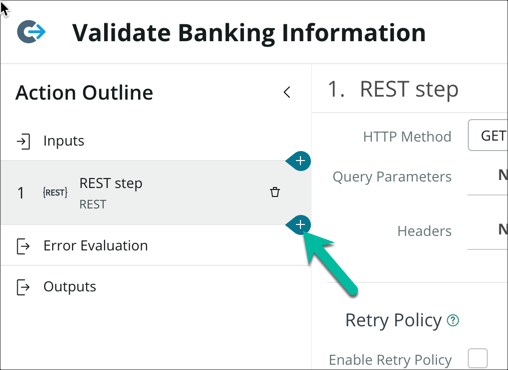 Validate Banking Information
Action Outline
Inputs
1 {REST} REST step
REST
Error Evaluation
Outputs
1. REST step
HTTP Method GET
Query Parameters N
Headers N
Retry Policy ?
Enable Retry Policy